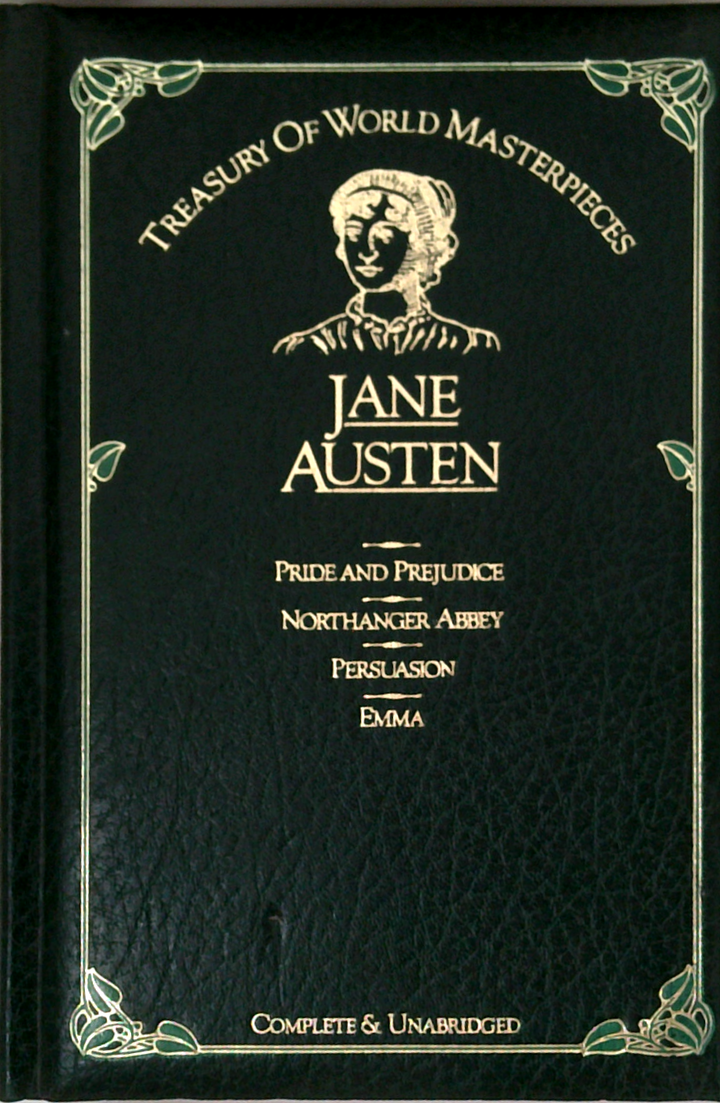 Treasury Of World Masterpieces
Jane
Austen
Pride and Prejudice
Northanger Abbey
Persuasion
Emma
Complete & Unabridged